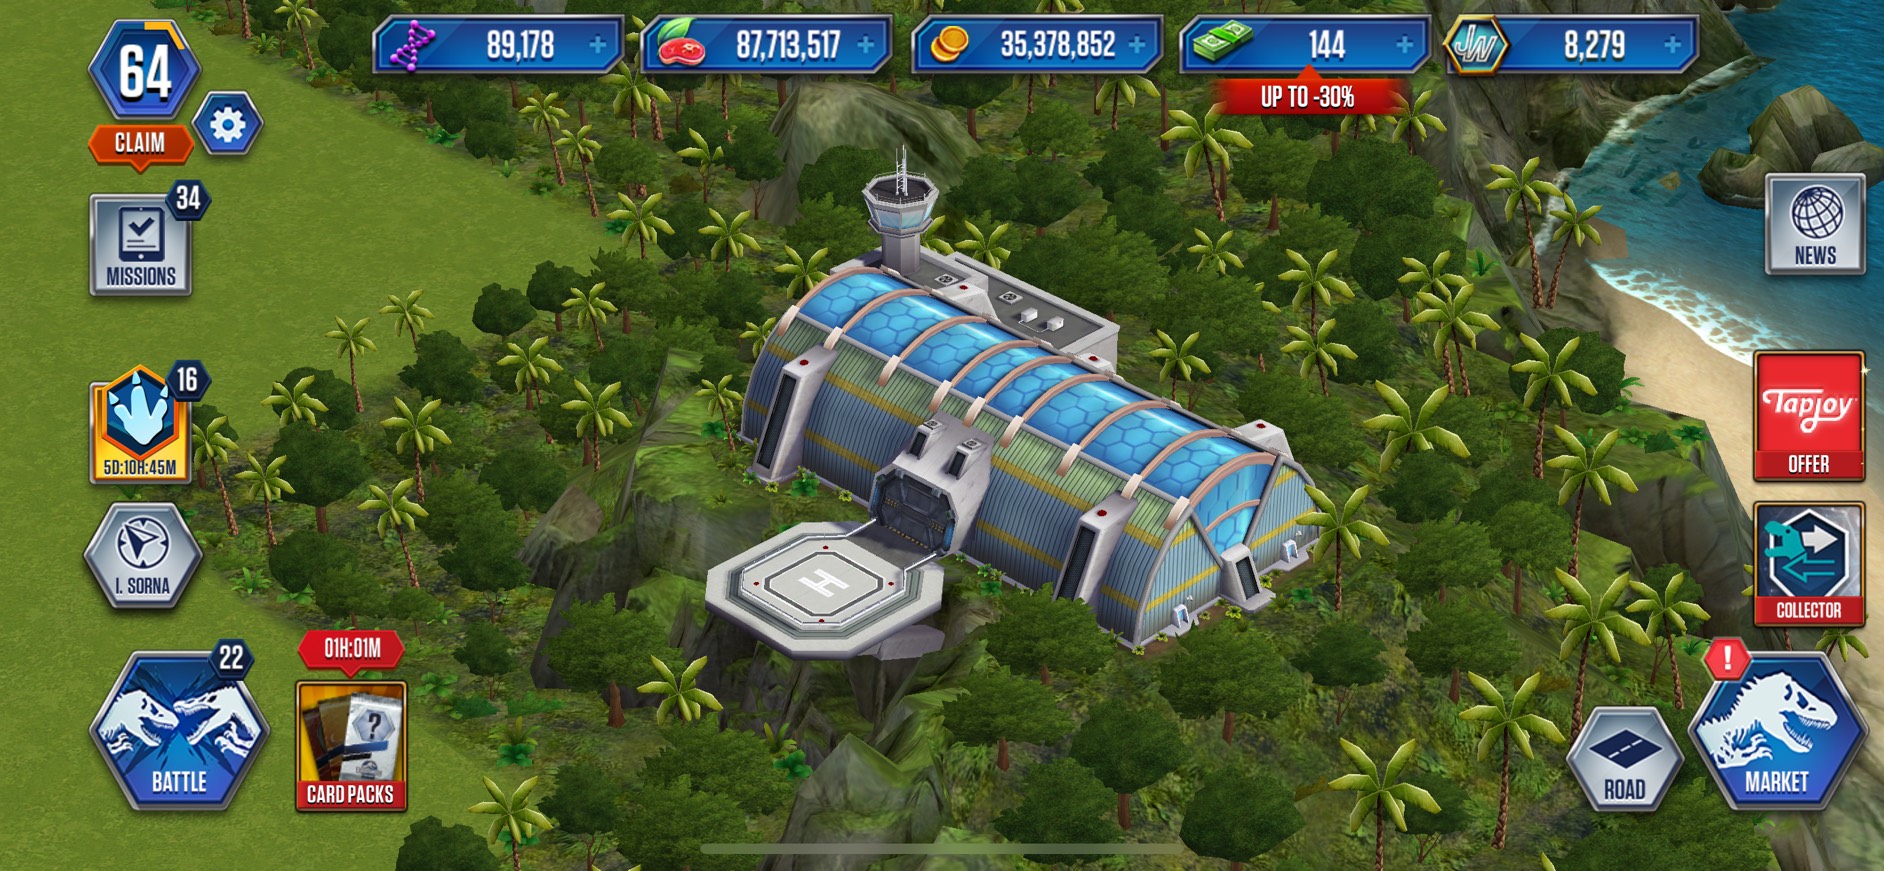 64
89,178
87,713,517
35,378,852
144
JW
8,279
UP TO -30%
CLAIM
34
MISSIONS
NEWS
16
5D:10H:45M
Tapjoy
OFFER
I. SORNA
COLLECTOR
H
22
BATTLE
01H:01M
?
CARD PACKS
!
ROAD
MARKET